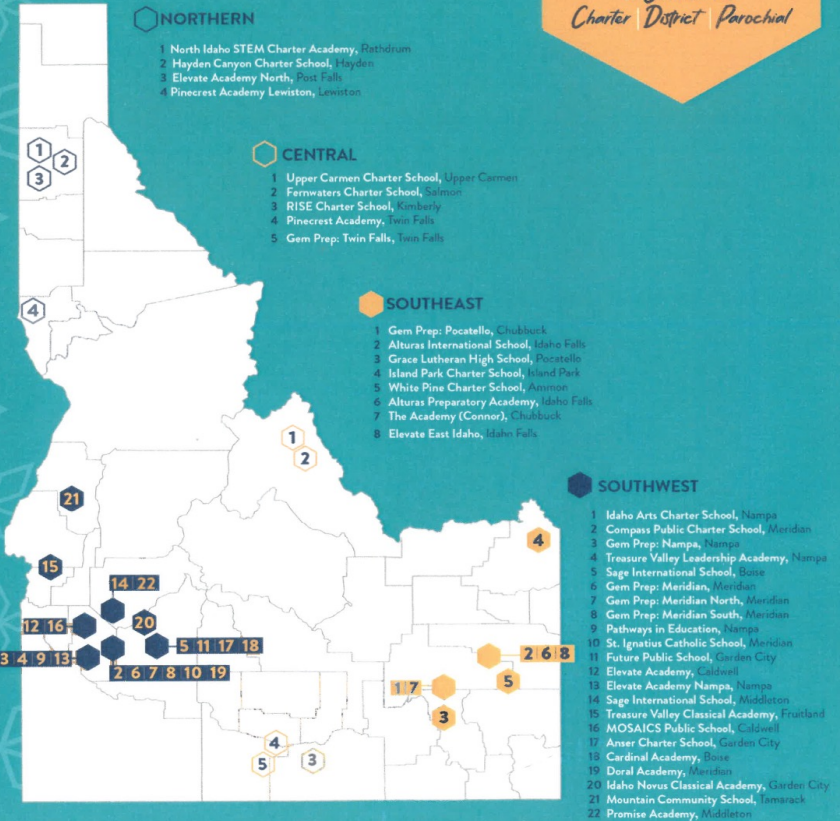 Charter | District | Parochial
NORTHERN
1 North Idaho STEM Charter Academy, Rathdrum
2 Hayden Canyon Charter School, Hayden
3 Elevate Academy North, Post Falls
4 Pinecrest Academy Lewiston, Lewiston
CENTRAL
1 Upper Carmen Charter School, Upper Carmen
2 Fernwaters Charter School, Salmon
3 RISE Charter School, Kimberly
4 Pinecrest Academy, Twin Falls
5 Gem Prep: Twin Falls, Twin Falls
SOUTHEAST
1 Gem Prep: Pocatello, Chubbuck
2 Alturas International School, Idaho Falls
3 Grace Lutheran High School, Pocatello
4 Island Park Charter School, Island Park
5 White Pine Charter School, Ammon
6 Alturas Preparatory Academy, Idaho Falls
7 The Academy (Connor), Chubbuck
8 Elevate East Idaho, Idaho Falls
SOUTHWEST
1 Idaho Arts Charter School, Nampa
2 Compass Public Charter School, Meridian
3 Gem Prep: Nampa, Nampa
4 Treasure Valley Leadership Academy, Nampa
5 Sage International School, Boise
6 Gem Prep: Meridian, Meridian
7 Gem Prep: Meridian North, Meridian
8 Gem Prep: Meridian South, Meridian
9 Pathways in Education, Nampa
10 St. Ignatius Catholic School, Meridian
11 Future Public School, Garden City
12 Elevate Academy, Caldwell
13 Elevate Academy Nampa, Nampa
14 Sage International School, Middleton
15 Treasure Valley Classical Academy, Fruitland
16 MOSAICS Public School, Caldwell
17 Anser Charter School, Garden City
18 Cardinal Academy, Boise
19 Doral Academy, Meridian
20 Idaho Novus Classical Academy, Garden City
21 Mountain Community School, Tamarack
22 Promise Academy, Middleton
1
2
3
4
1
2
21
4
15
14 22
12 16
20
5 11 17 18
3 4 9 13
2 6 7 8 10 19
2 6 8
5
1 7
3
4
5
3